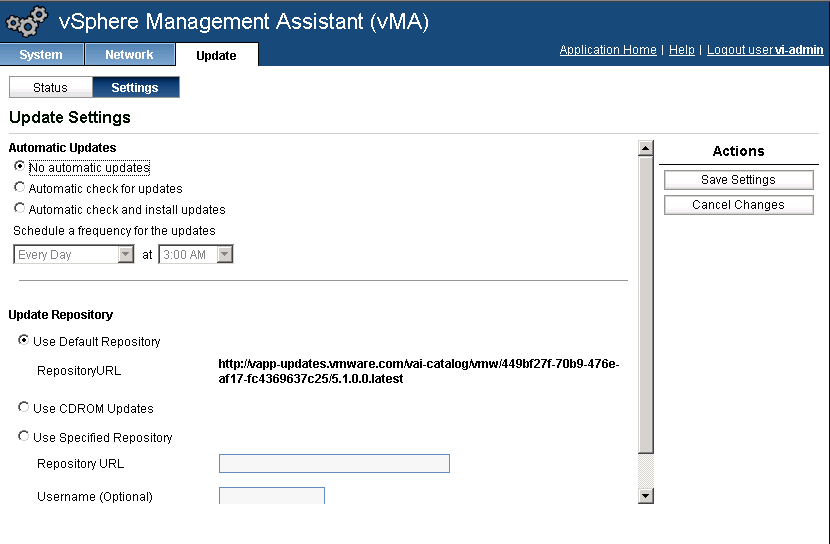 vSphere Management Assistant (vMA)
System Network Update
Application Home | Help | Logout user vi-admin
Status Settings
Update Settings
Automatic Updates
No automatic updates
Automatic check for updates
Automatic check and install updates
Schedule a frequency for the updates
Every Day at 3:00 AM
Update Repository
Use Default Repository
RepositoryURL
http://vapp-updates.vmware.com/vai-catalog/vmw/449bf27f-70b9-476e-
af17-fc4369637c25/5.1.0.0.latest
Use CDROM Updates
Use Specified Repository
Repository URL
Username (Optional)
Actions
Save Settings
Cancel Changes